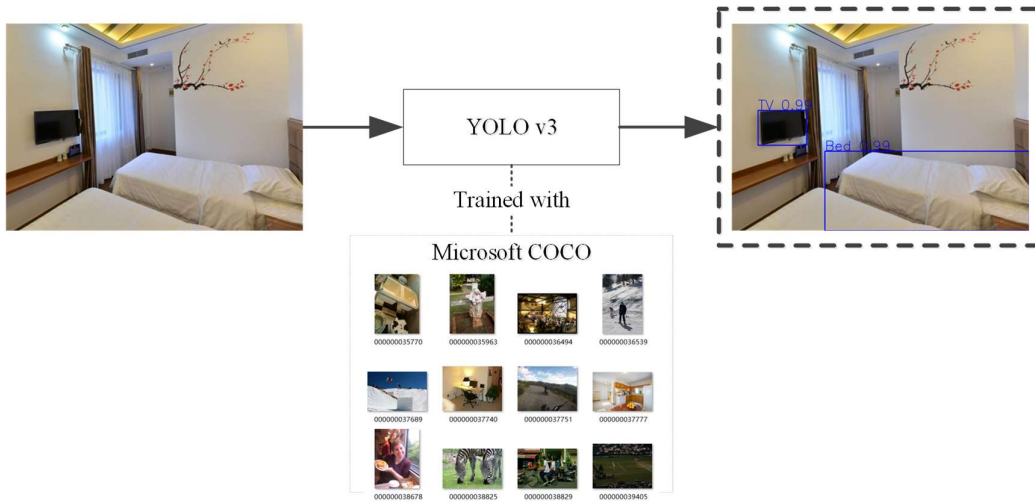 YOLO v3
TV 0.99
Bed 0.99
Trained with
Microsoft COCO
000000035770 000000035963 000000036494 000000036539
000000037689 000000037740 000000037751 000000037777
000000038678 000000038825 000000038829 000000039405